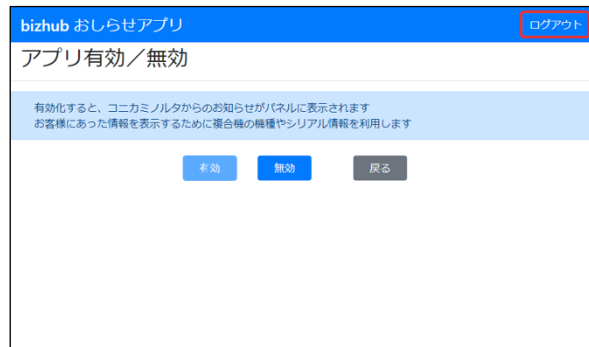 bizhub おしらせアプリ ログアウト
アプリ有効／無効
有効化すると、コニカミノルタからのお知らせがパネルに表示されます
お客様にあった情報を表示するために複合機の機種やシリアル情報を利用します
有効 無効 戻る